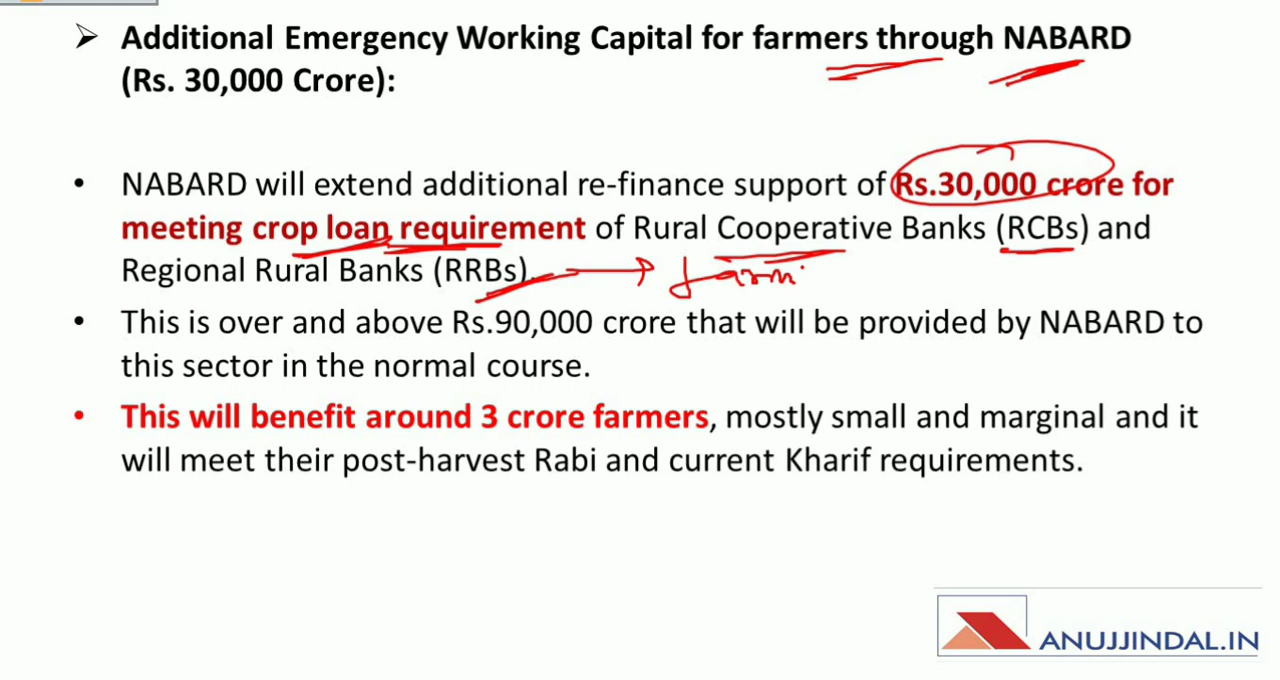 ➢ Additional Emergency Working Capital for farmers through NABARD
(Rs. 30,000 Crore):
• NABARD will extend additional re-finance support of Rs.30,000 crore for
meeting crop loan requirement of Rural Cooperative Banks (RCBs) and
Regional Rural Banks (RRBs). → farm
• This is over and above Rs.90,000 crore that will be provided by NABARD to
this sector in the normal course.
• This will benefit around 3 crore farmers, mostly small and marginal and it
will meet their post-harvest Rabi and current Kharif requirements.
ANUJJINDAL.IN